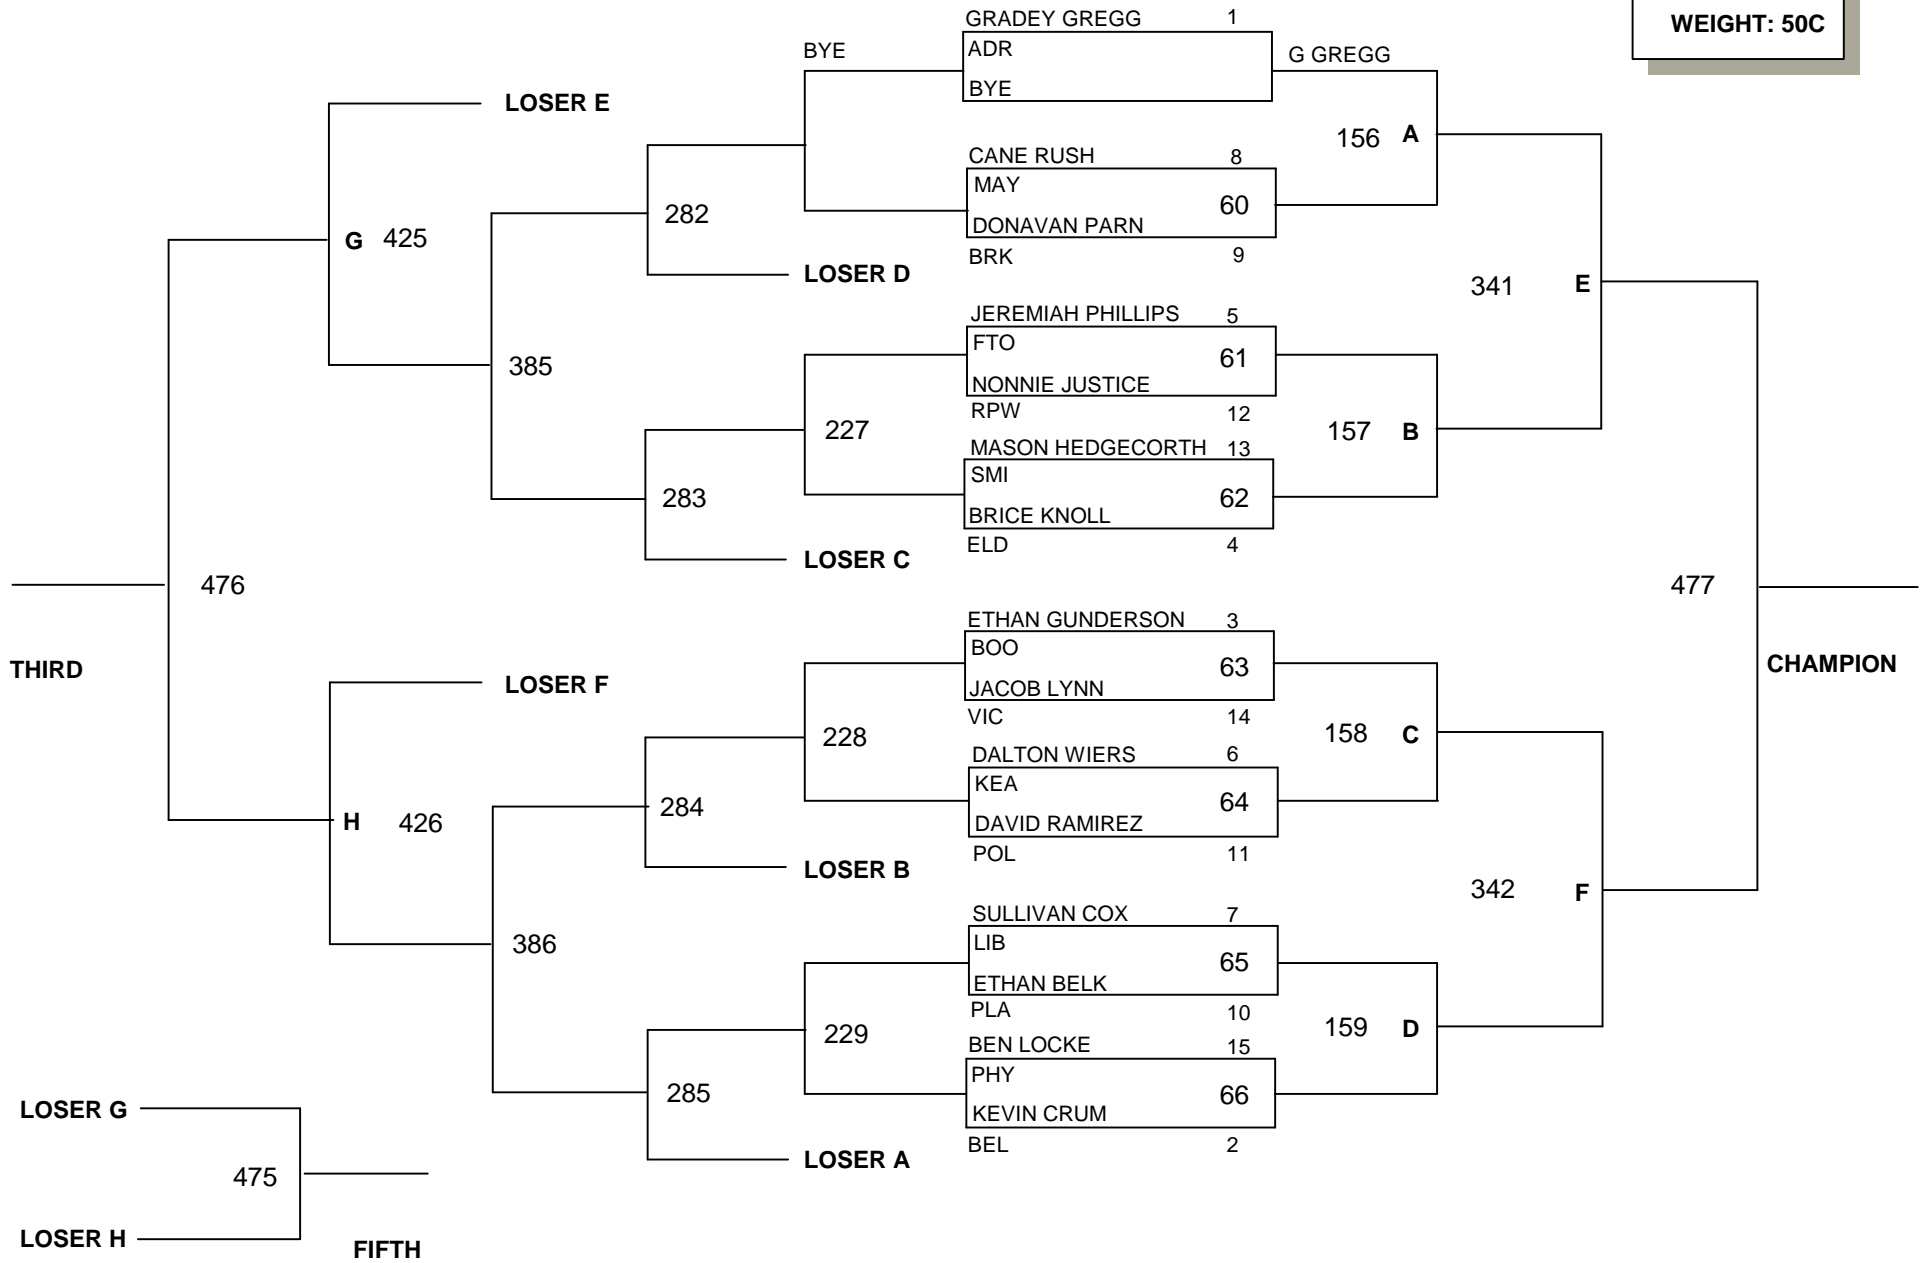 WEIGHT: 50C
GRADEY GREGG 1
BYE
ADR
G GREGG
BYE
LOSER E
156 A
CANE RUSH 8
MAY
60
DONAVAN PARN
BRK 9
282
G 425
LOSER D
341 E
JEREMIAH PHILLIPS 5
FTO
61
NONNIE JUSTICE
RPW 12
385
227
157 B
MASON HEDGECORTH 13
SMI
62
BRICE KNOLL
ELD 4
283
LOSER C
476
477
THIRD
CHAMPION
ETHAN GUNDERSON 3
BOO
63
JACOB LYNN
VIC 14
LOSER F
228
158 C
DALTON WIERS 6
KEA
64
DAVID RAMIREZ
POL 11
284
H 426
LOSER B
342 F
SULLIVAN COX 7
LIB
65
ETHAN BELK
PLA 10
386
229
159 D
BEN LOCKE 15
PHY
66
KEVIN CRUM
BEL 2
285
LOSER A
LOSER G
475
LOSER H
FIFTH